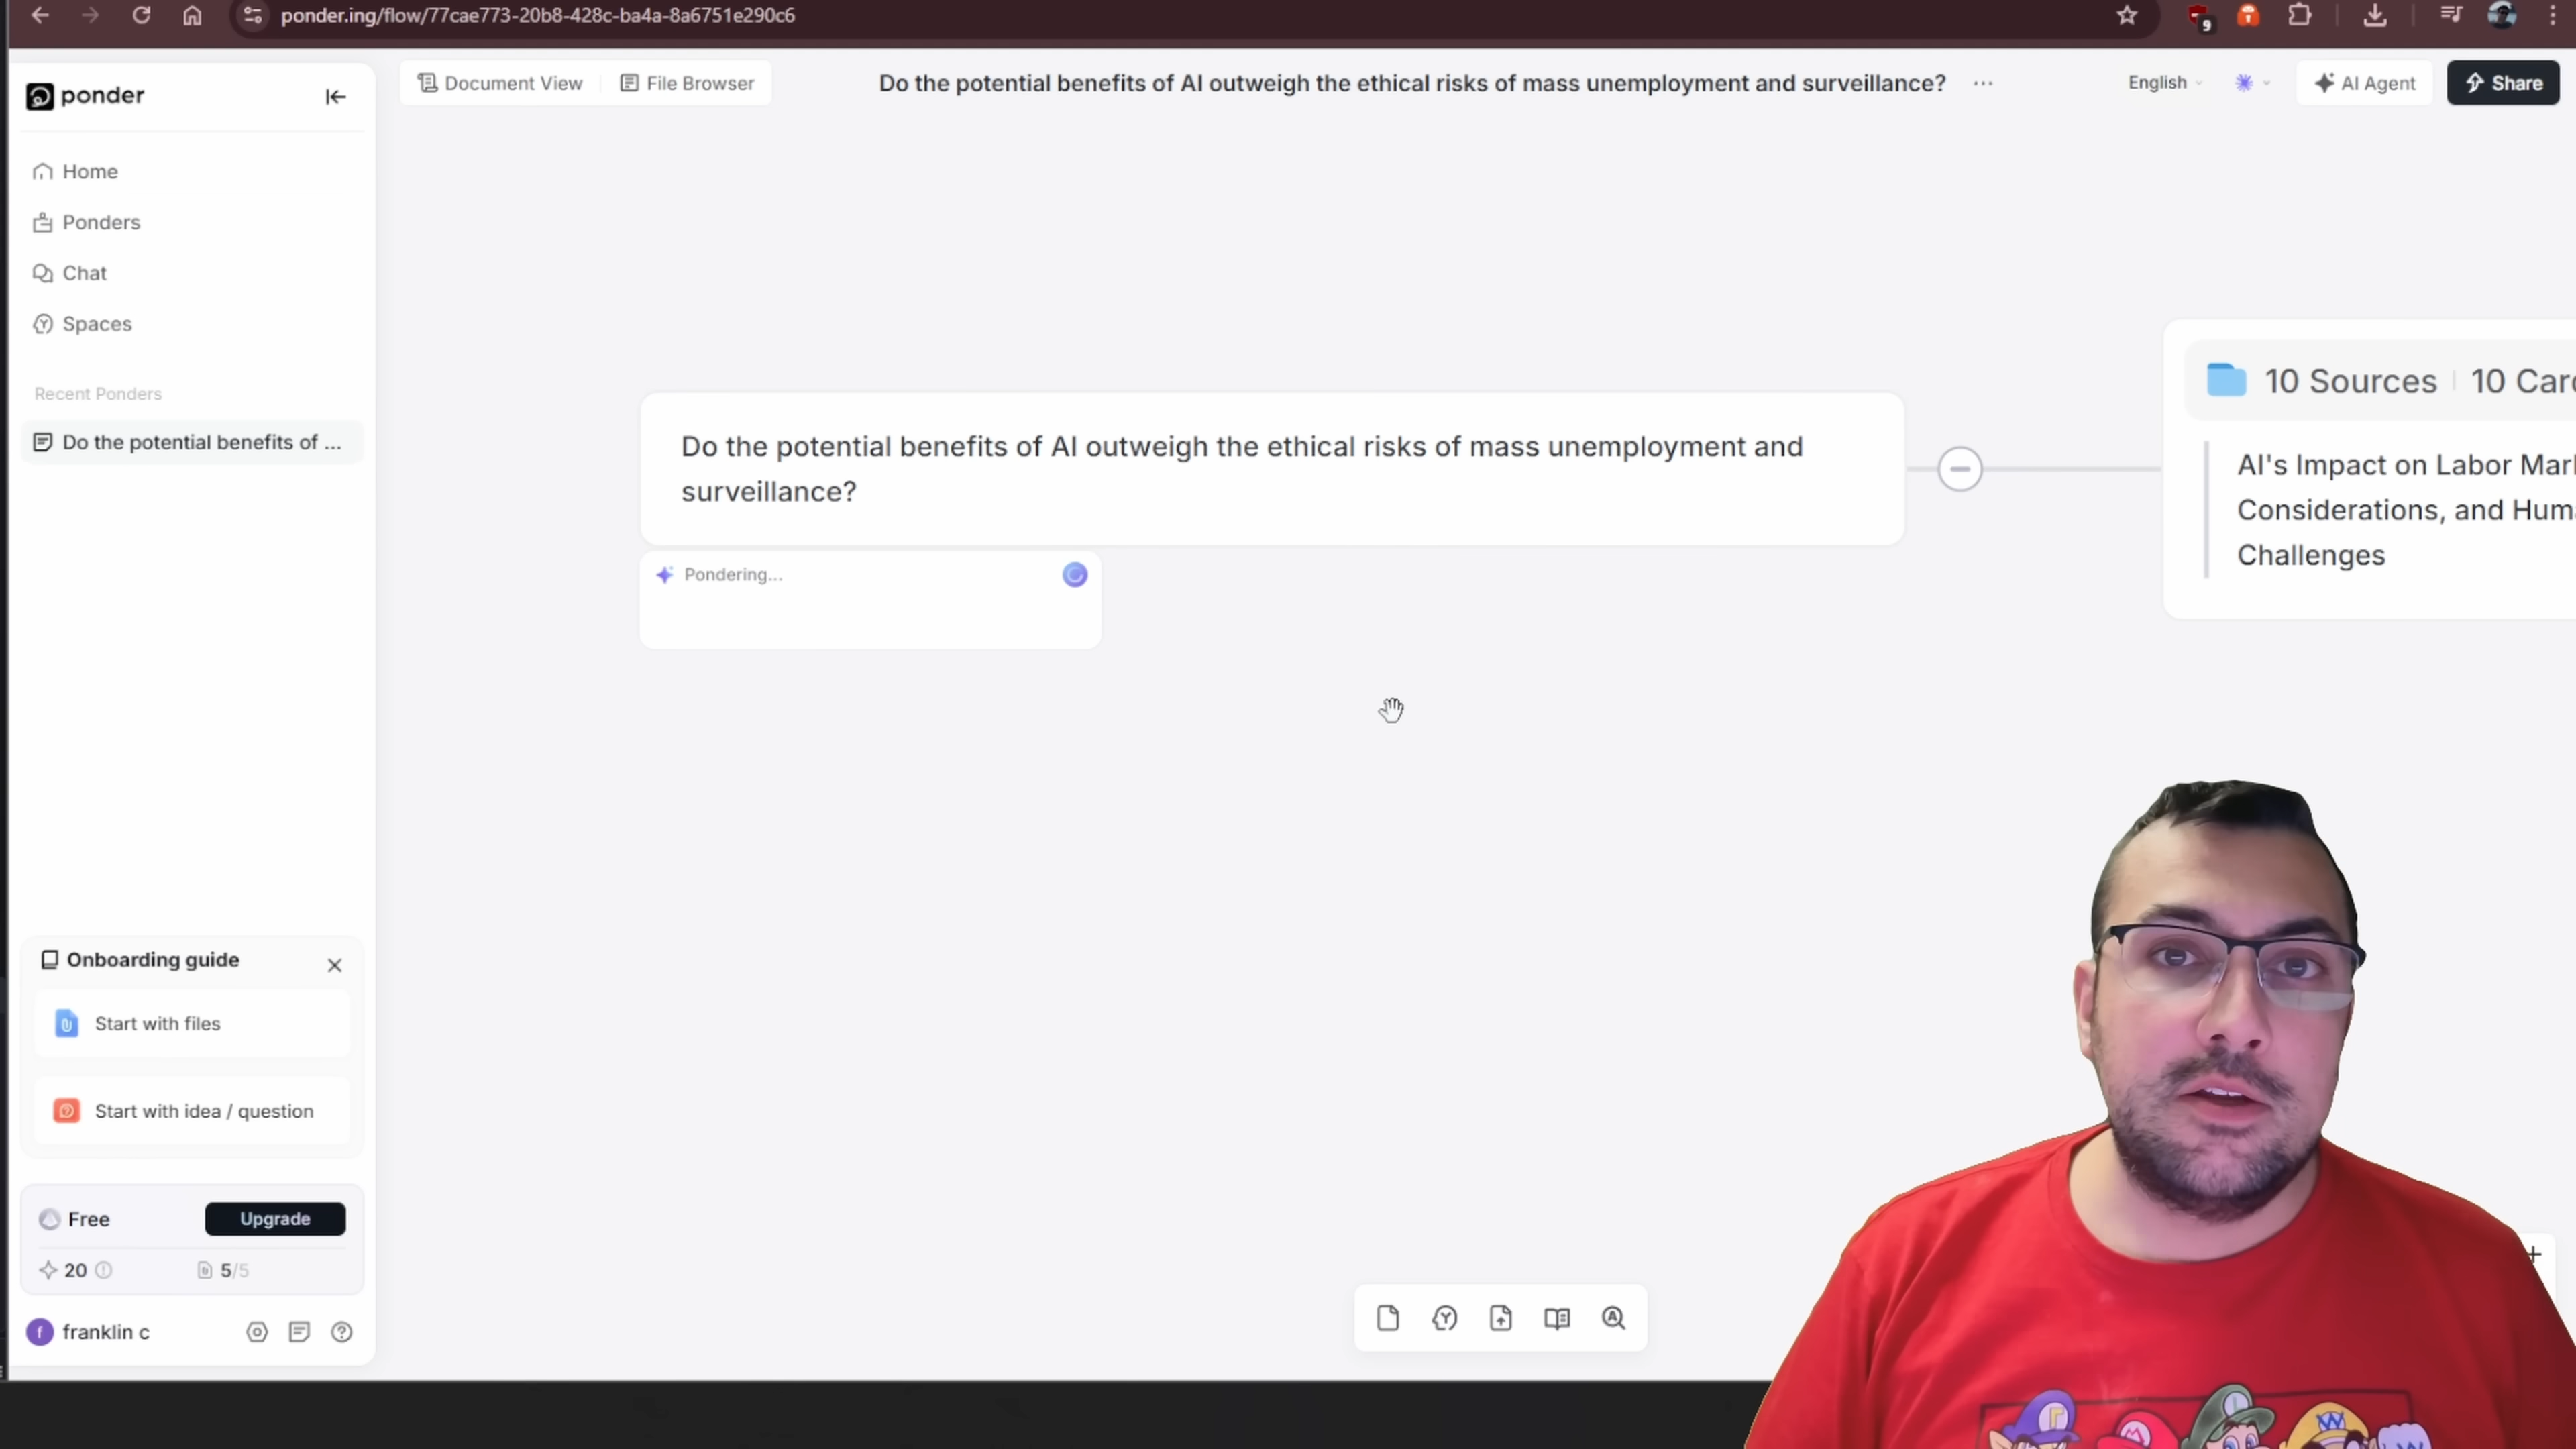 ponder.ing/flow/77cae773-20b8-428c-ba4a-8a6751e290c6
9
ponder
Document View
File Browser
Do the potential benefits of AI outweigh the ethical risks of mass unemployment and surveillance?
English
AI Agent
Share
Home
Ponders
Chat
Spaces
Recent Ponders
Do the potential benefits of ...
Do the potential benefits of AI outweigh the ethical risks of mass unemployment and
surveillance?
Pondering...
10 Sources
10
AI's Impact on Labor
Considerations, and
Challenges
Onboarding guide
Start with files
Start with idea / question
Free
Upgrade
20
5/5
f
franklin c
L
M
L
W